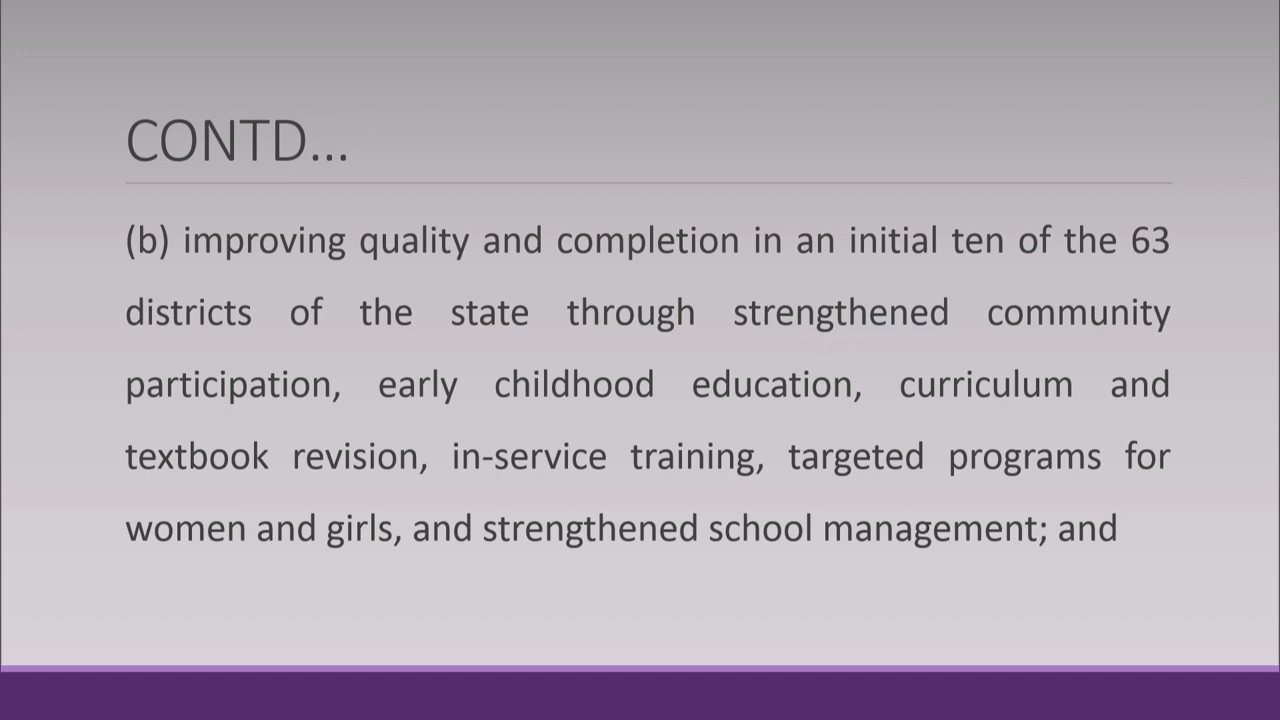 CONTD...
(b) improving quality and completion in an initial ten of the 63
districts of the state through strengthened community
participation, early childhood education, curriculum and
textbook revision, in-service training, targeted programs for
women and girls, and strengthened school management; and